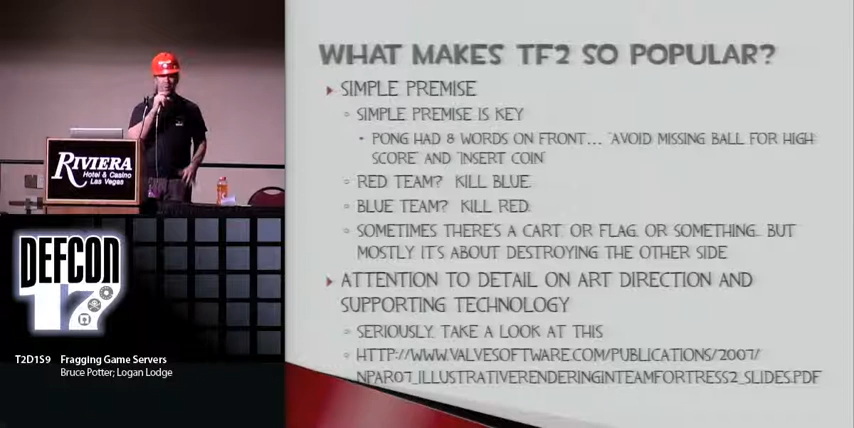 WHAT MAKES TF2 SO POPULAR?
SIMPLE PREMISE
SIMPLE PREMISE IS KEY
PONG HAD 8 WORDS ON FRONT... "AVOID MISSING BALL FOR HIGH
SCORE" AND "INSERT COIN"
RED TEAM? KILL BLUE.
BLUE TEAM? KILL RED.
SOMETIMES THERE'S A CART. OR FLAG. OR SOMETHING... BUT
MOSTLY IT'S ABOUT DESTROYING THE OTHER SIDE
ATTENTION TO DETAIL ON ART DIRECTION AND
SUPPORTING TECHNOLOGY
SERIOUSLY. TAKE A LOOK AT THIS
HTTP://WWW.VALVESOFTWARE.COM/PUBLICATIONS/2007/
NPAR07_ILLUSTRATIVERENDERINGINTEAMFORTRESS2_SLIDES.PDF
RIVIERA
Hotel & Casino
Las Vegas
DEFCON
17
T2D1S9 Fragging Game Servers
Bruce Potter; Logan Lodge